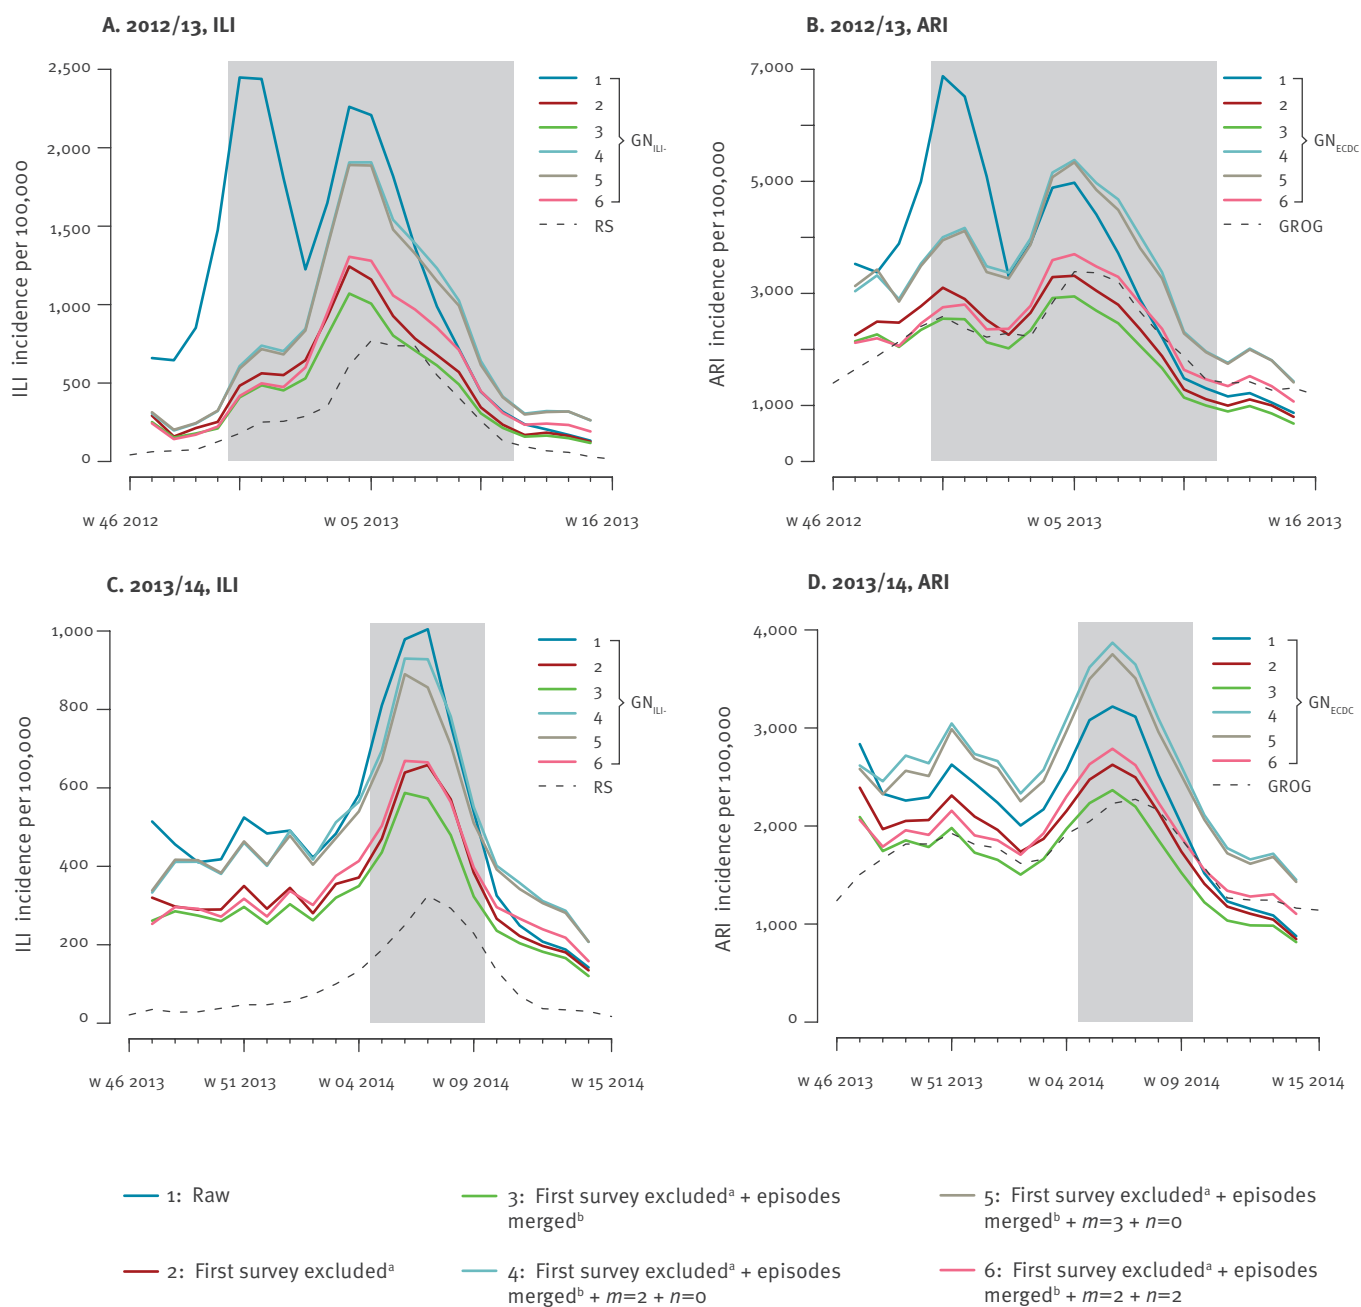 A. 2012/13, ILI
ILI incidence per 100,000
2,500
2,000
1,500
1,000
500
0
w 46 2012
w 05 2013
w 16 2013
1
2
3
4
5
6
GN ILI-
RS
B. 2012/13, ARI
ARI incidence per 100,000
7,000
5,000
3,000
1,000
0
w 46 2012
w 05 2013
w 16 2013
1
2
3
4
5
6
GN ECDC
GROG
C. 2013/14, ILI
ILI incidence per 100,000
1,000
800
600
400
200
0
w 46 2013
w 51 2013
w 04 2014
w 09 2014
w 15 2014
1
2
3
4
5
6
GN ILI-
RS
D. 2013/14, ARI
ARI incidence per 100,000
4,000
3,000
2,000
1,000
0
w 46 2013
w 51 2013
w 04 2014
w 09 2014
w 15 2014
1
2
3
4
5
6
GN ECDC
GROG
1: Raw
2: First survey excludedᵃ
3: First survey excludedᵃ + episodes
mergedᵇ
4: First survey excludedᵃ + episodes
mergedᵇ + m=2 + n=0
5: First survey excludedᵃ + episodes
mergedᵇ + m=3 + n=0
6: First survey excludedᵃ + episodes
mergedᵇ + m=2 + n=2